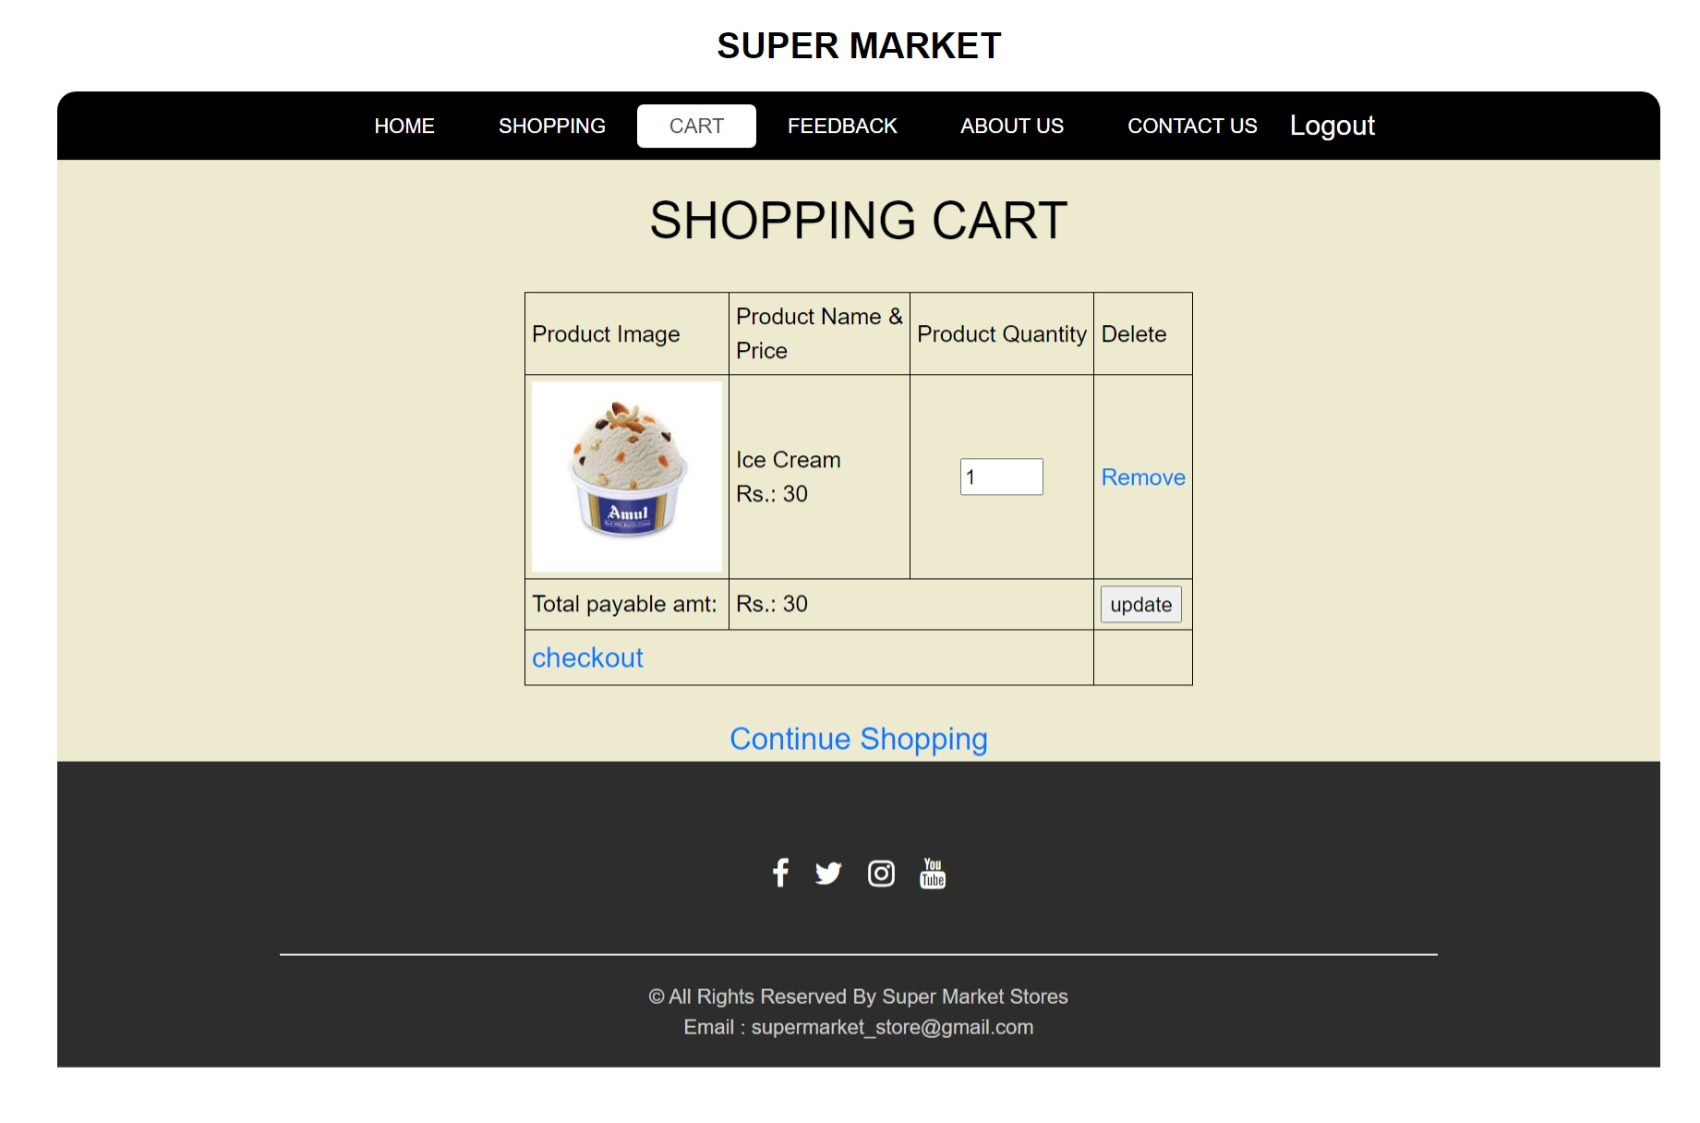 SUPER MARKET
HOME SHOPPING CART FEEDBACK ABOUT US CONTACT US Logout
SHOPPING CART
Product Image
Product Name &
Price
Product Quantity
Delete
Amul
Ice Cream
Rs.: 30
1
Remove
Total payable amt:
Rs.: 30
update
checkout
Continue Shopping
You
Tube
© All Rights Reserved By Super Market Stores
Email : supermarket_store@gmail.com